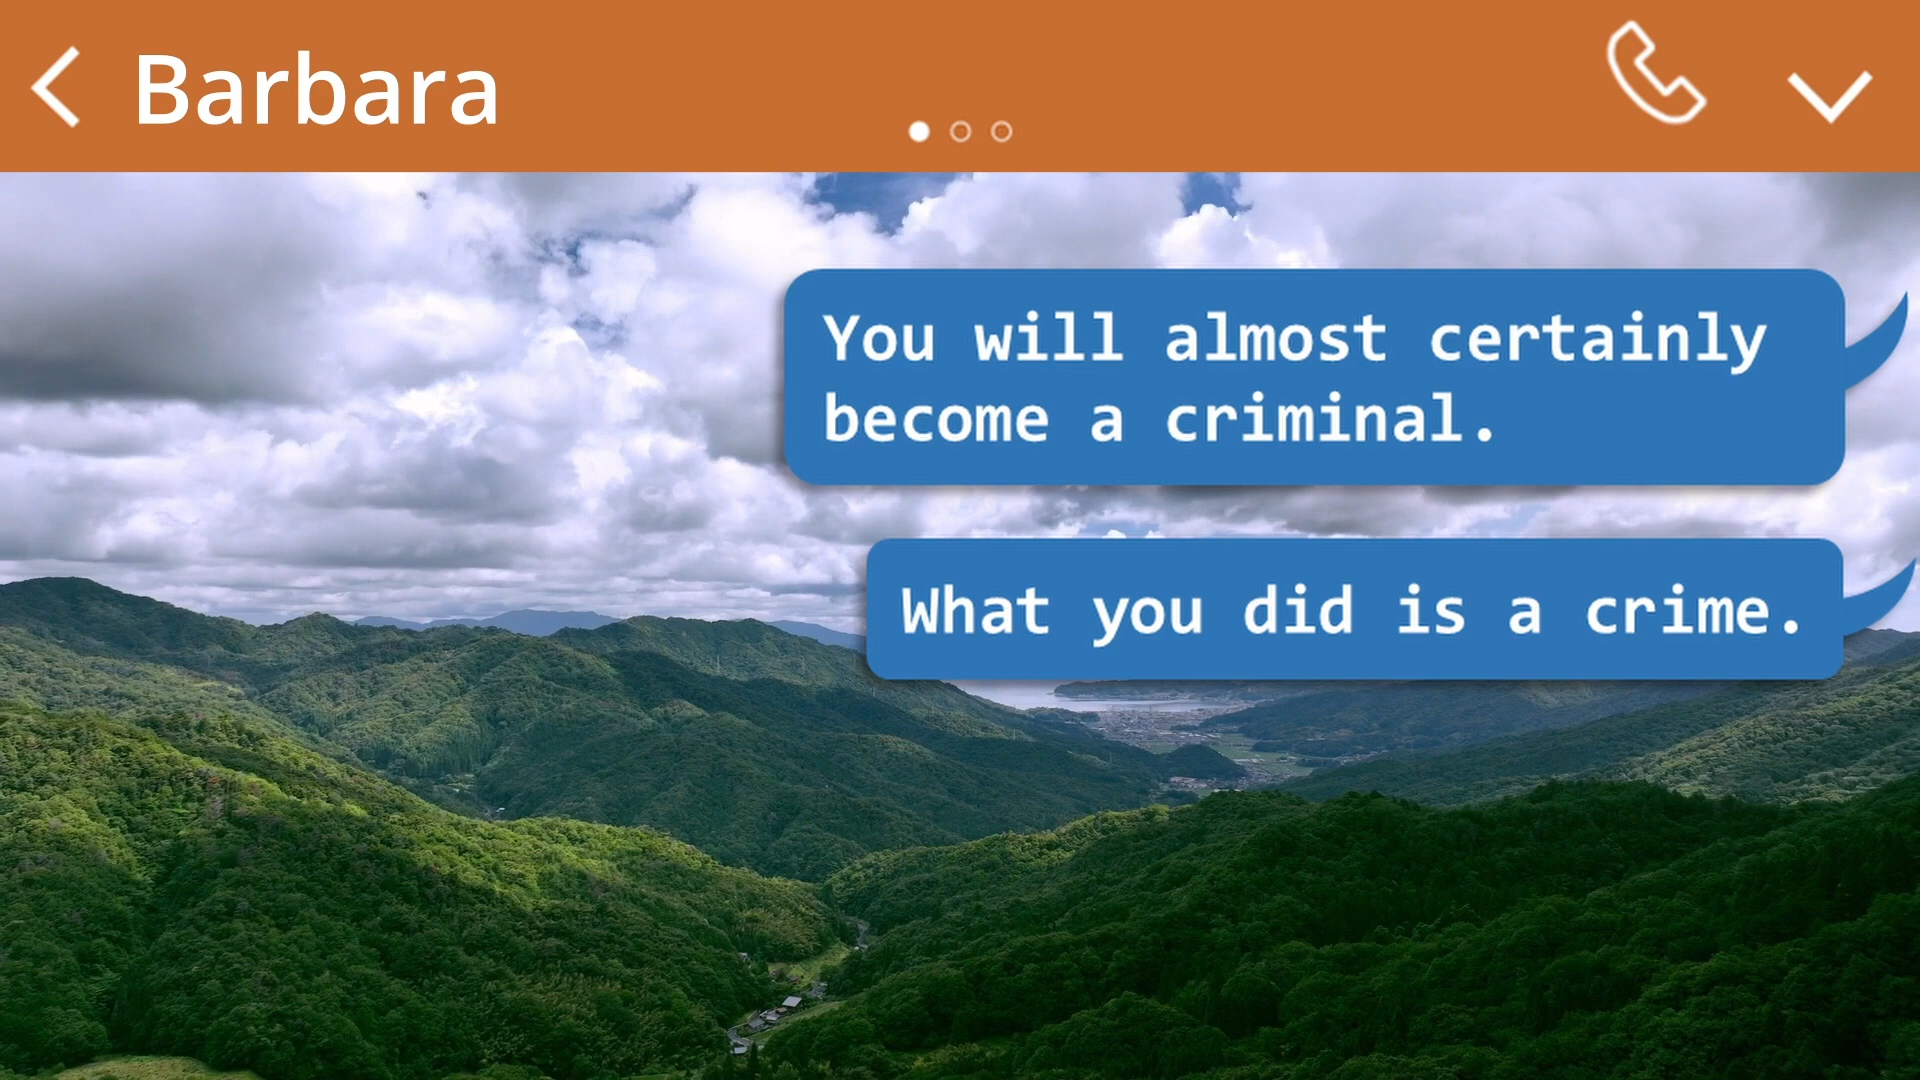 Barbara
You will almost certainly
become a criminal.
What you did is a crime.